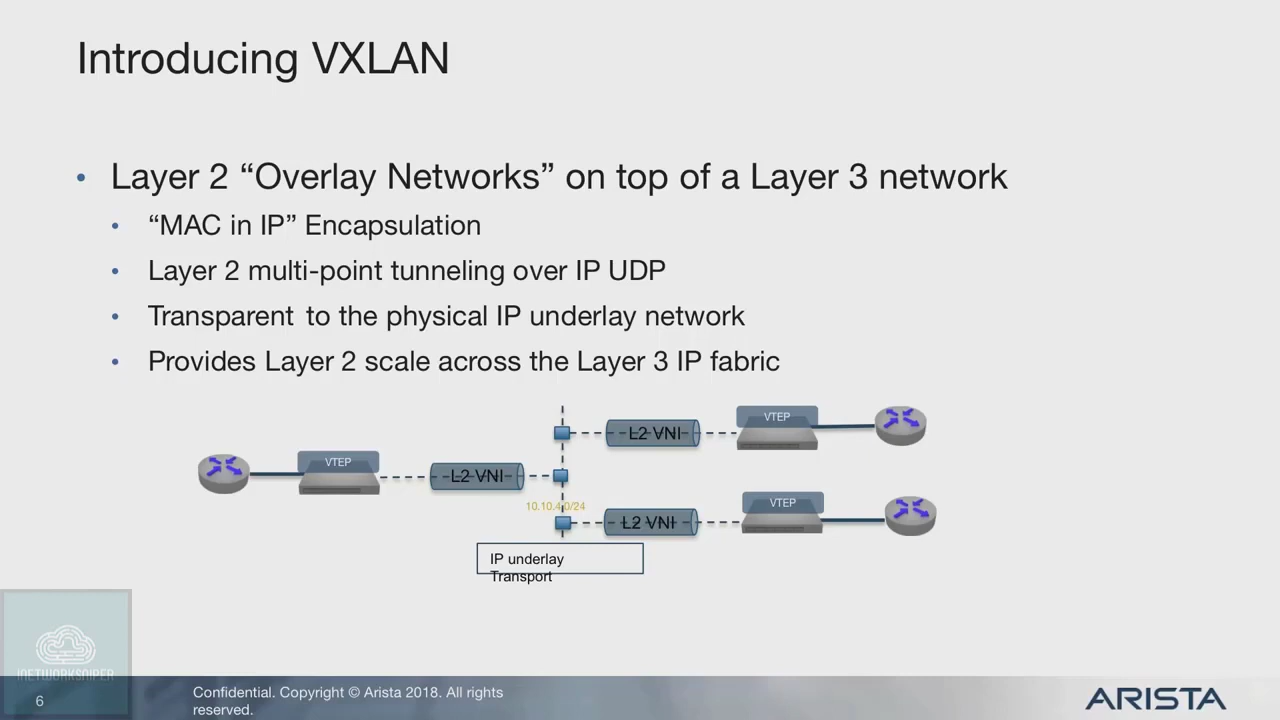 Introducing VXLAN
• Layer 2 “Overlay Networks” on top of a Layer 3 network
• “MAC in IP” Encapsulation
• Layer 2 multi-point tunneling over IP UDP
• Transparent to the physical IP underlay network
• Provides Layer 2 scale across the Layer 3 IP fabric
L2 VNI
VTEP
VTEP
L2 VNI
10.10.4.0/24
L2 VNI
VTEP
IP underlay
Transport
INETWORKSNIPER
6
Confidential. Copyright © Arista 2018. All rights
reserved.
ARISTA